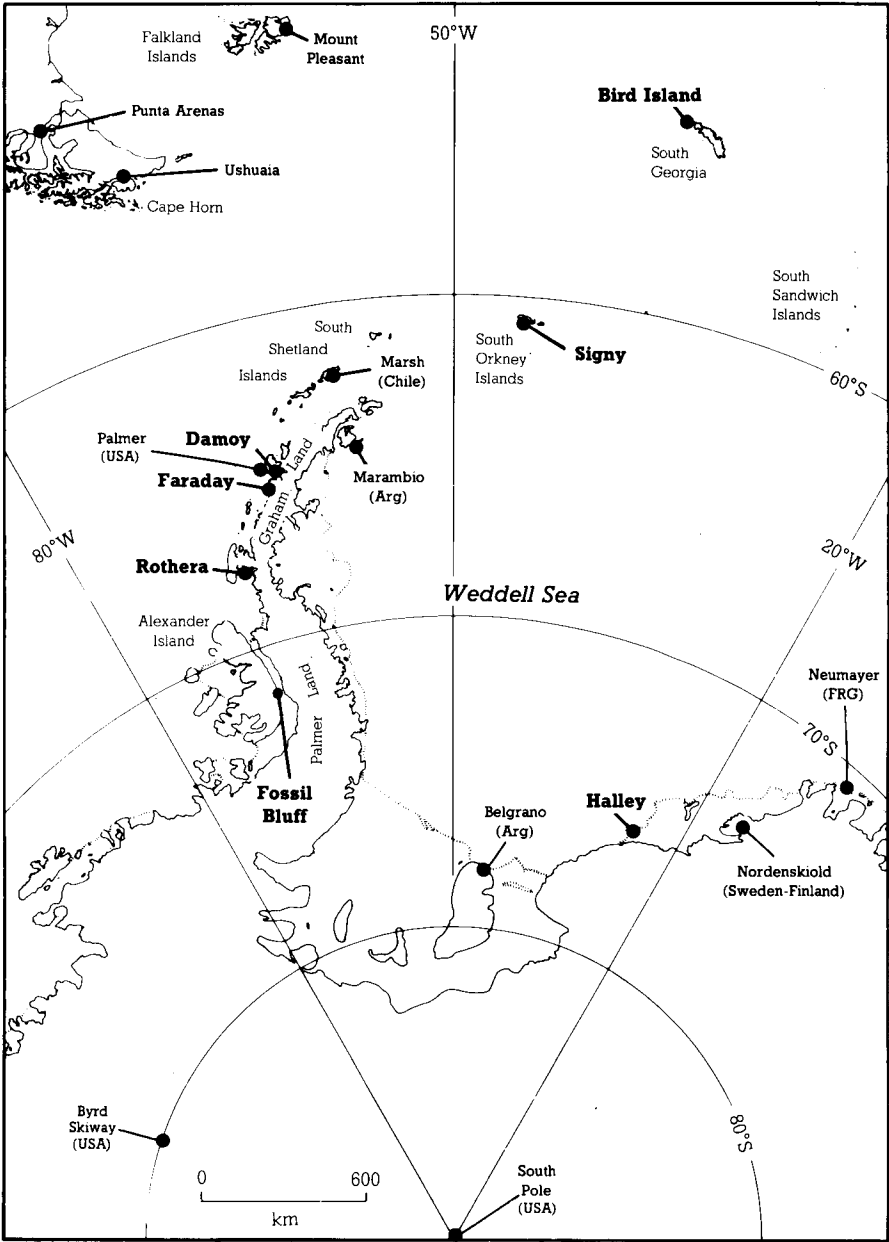 Falkland
Islands
Mount
Pleasant
50°W
Bird Island
Punta Arenas
South
Georgia
Ushuaia
Cape Horn
South
Sandwich
Islands
South
Shetland
Islands
Marsh
(Chile)
South
Orkney
Islands
Signy
60°S
Palmer
(USA)
Damoy
Faraday
Graham Land
Marambio
(Arg)
80°W
20°W
Rothera
Weddell Sea
Alexander
Island
Palmer Land
Neumayer
(FRG)
70°S
Fossil
Bluff
Belgrano
(Arg)
Halley
Nordenskiold
(Sweden-Finland)
Byrd
Skiway
(USA)
80°S
0 600
km
South
Pole
(USA)